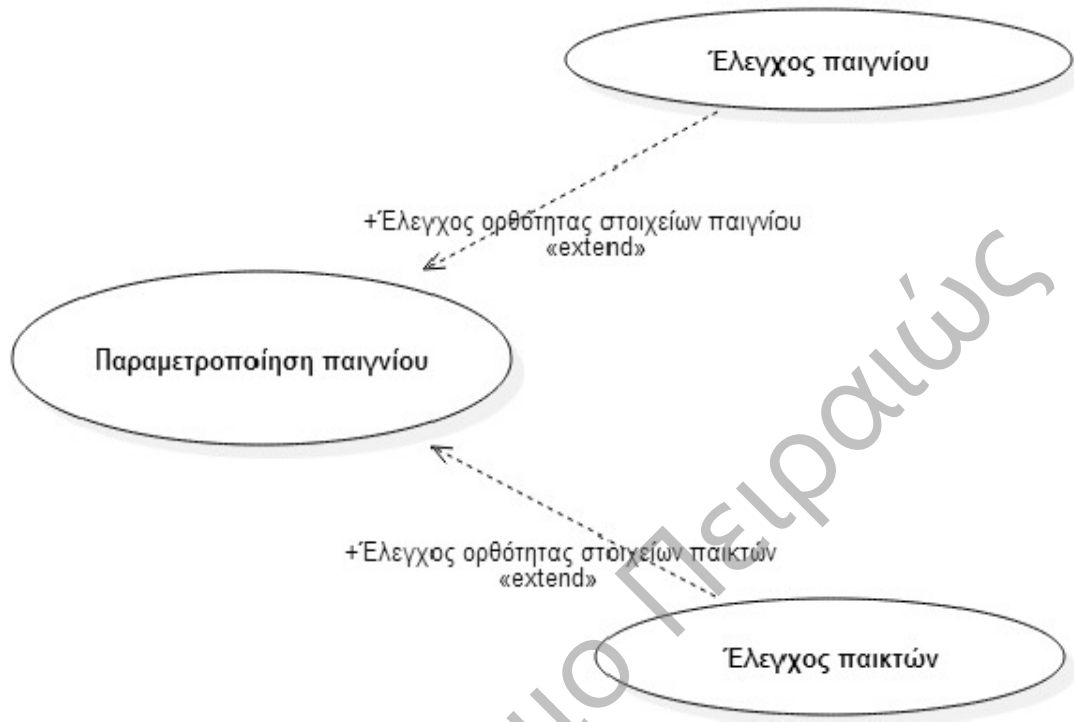 Έλεγχος παιγνίου
+Έλεγχος ορθότητας στοιχείων παιγνίου
«extend»
Παραμετροποίηση παιγνίου
+Έλεγχος ορθότητας στοιχείων παικτών
«extend»
Έλεγχος παικτών
Πειραιώς